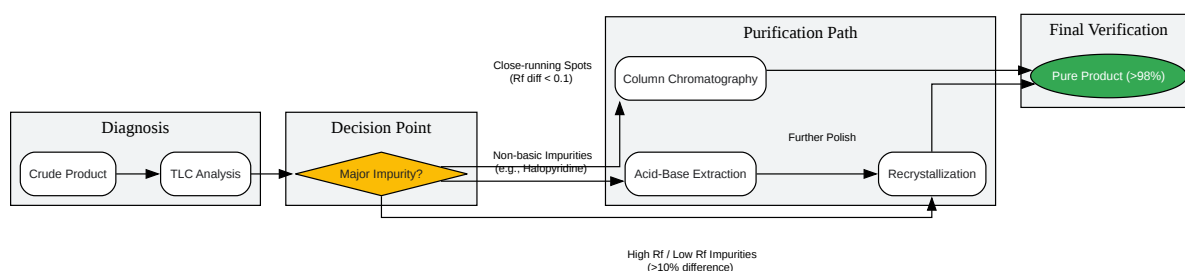 Diagnosis
Crude Product
TLC Analysis
Decision Point
Major Impurity?
Close-running Spots
(Rf diff < 0.1)
Non-basic Impurities
(e.g., Halopyridine)
High Rf / Low Rf Impurities
(>10% difference)
Purification Path
Column Chromatography
Acid-Base Extraction
Further Polish
Recrystallization
Final Verification
Pure Product (>98%)